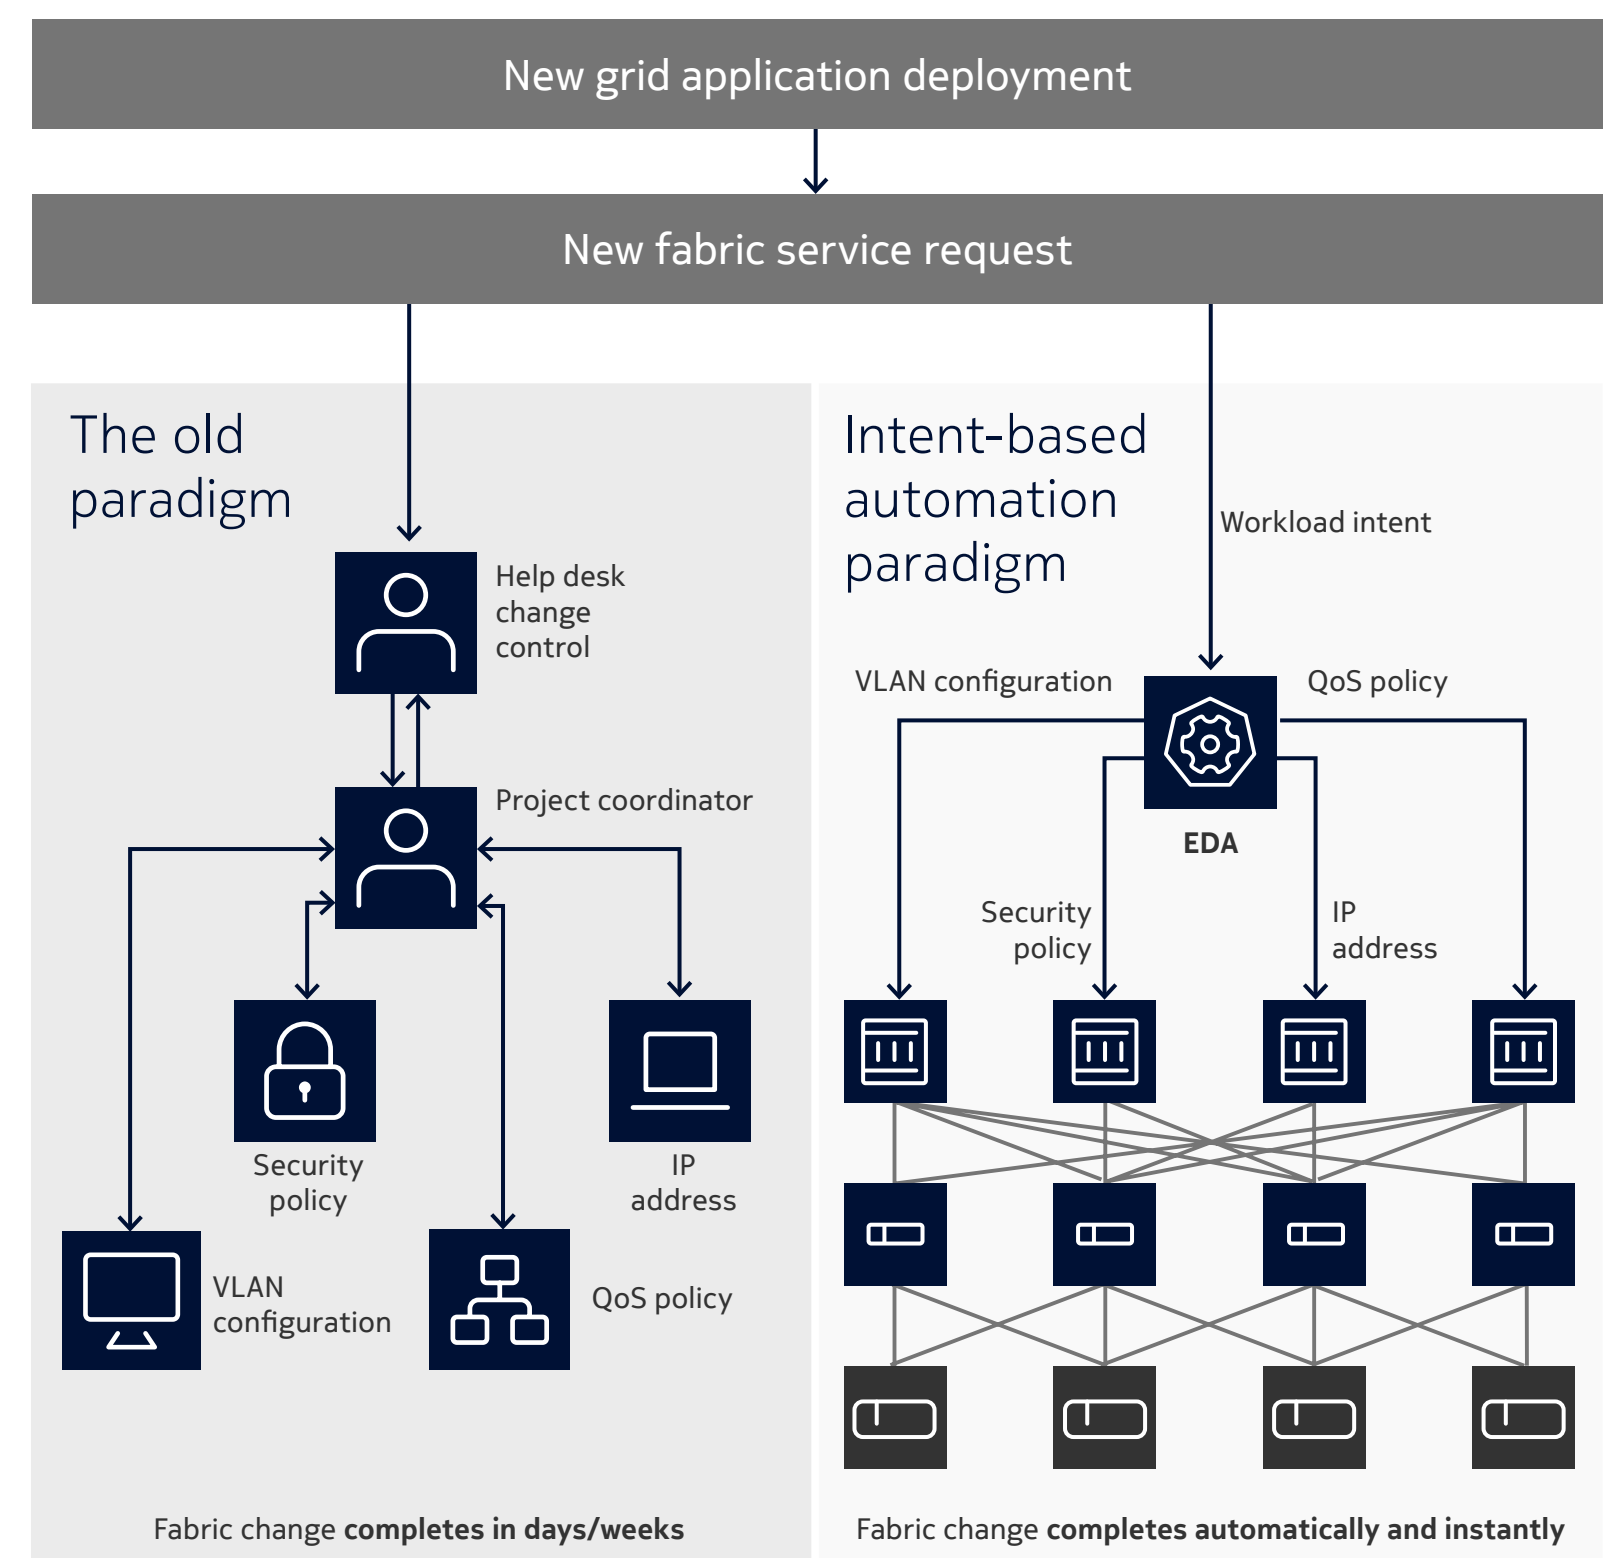 New grid application deployment
New fabric service request
The old
paradigm
Help desk
change
control
Project coordinator
Security
policy
IP
address
VLAN
configuration
QoS policy
Fabric change completes in days/weeks
Intent-based
automation
paradigm
Workload intent
VLAN configuration
QoS policy
EDA
Security
policy
IP
address
Fabric change completes automatically and instantly